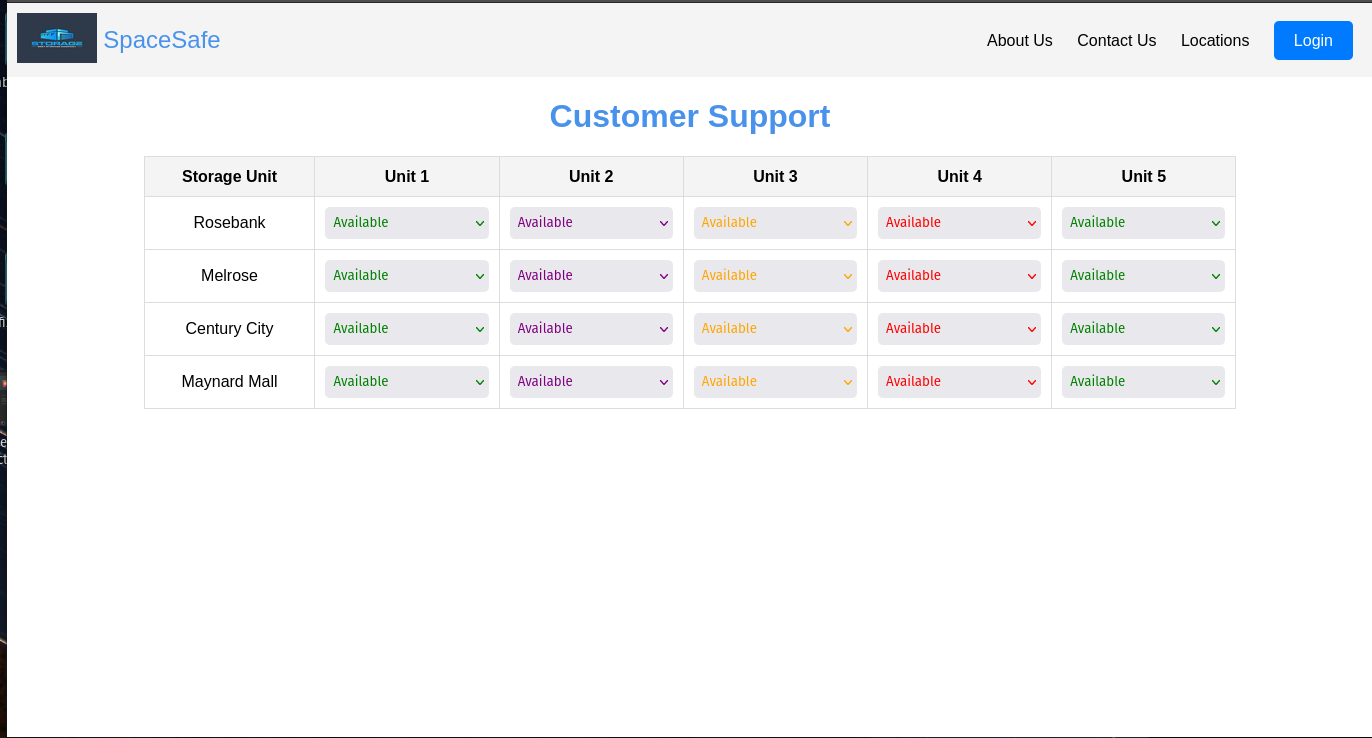 STORAGE
SpaceSafe
About Us Contact Us Locations Login
Customer Support
Storage Unit Unit 1 Unit 2 Unit 3 Unit 4 Unit 5
Rosebank Available Available Available Available Available
Melrose Available Available Available Available Available
Century City Available Available Available Available Available
Maynard Mall Available Available Available Available Available